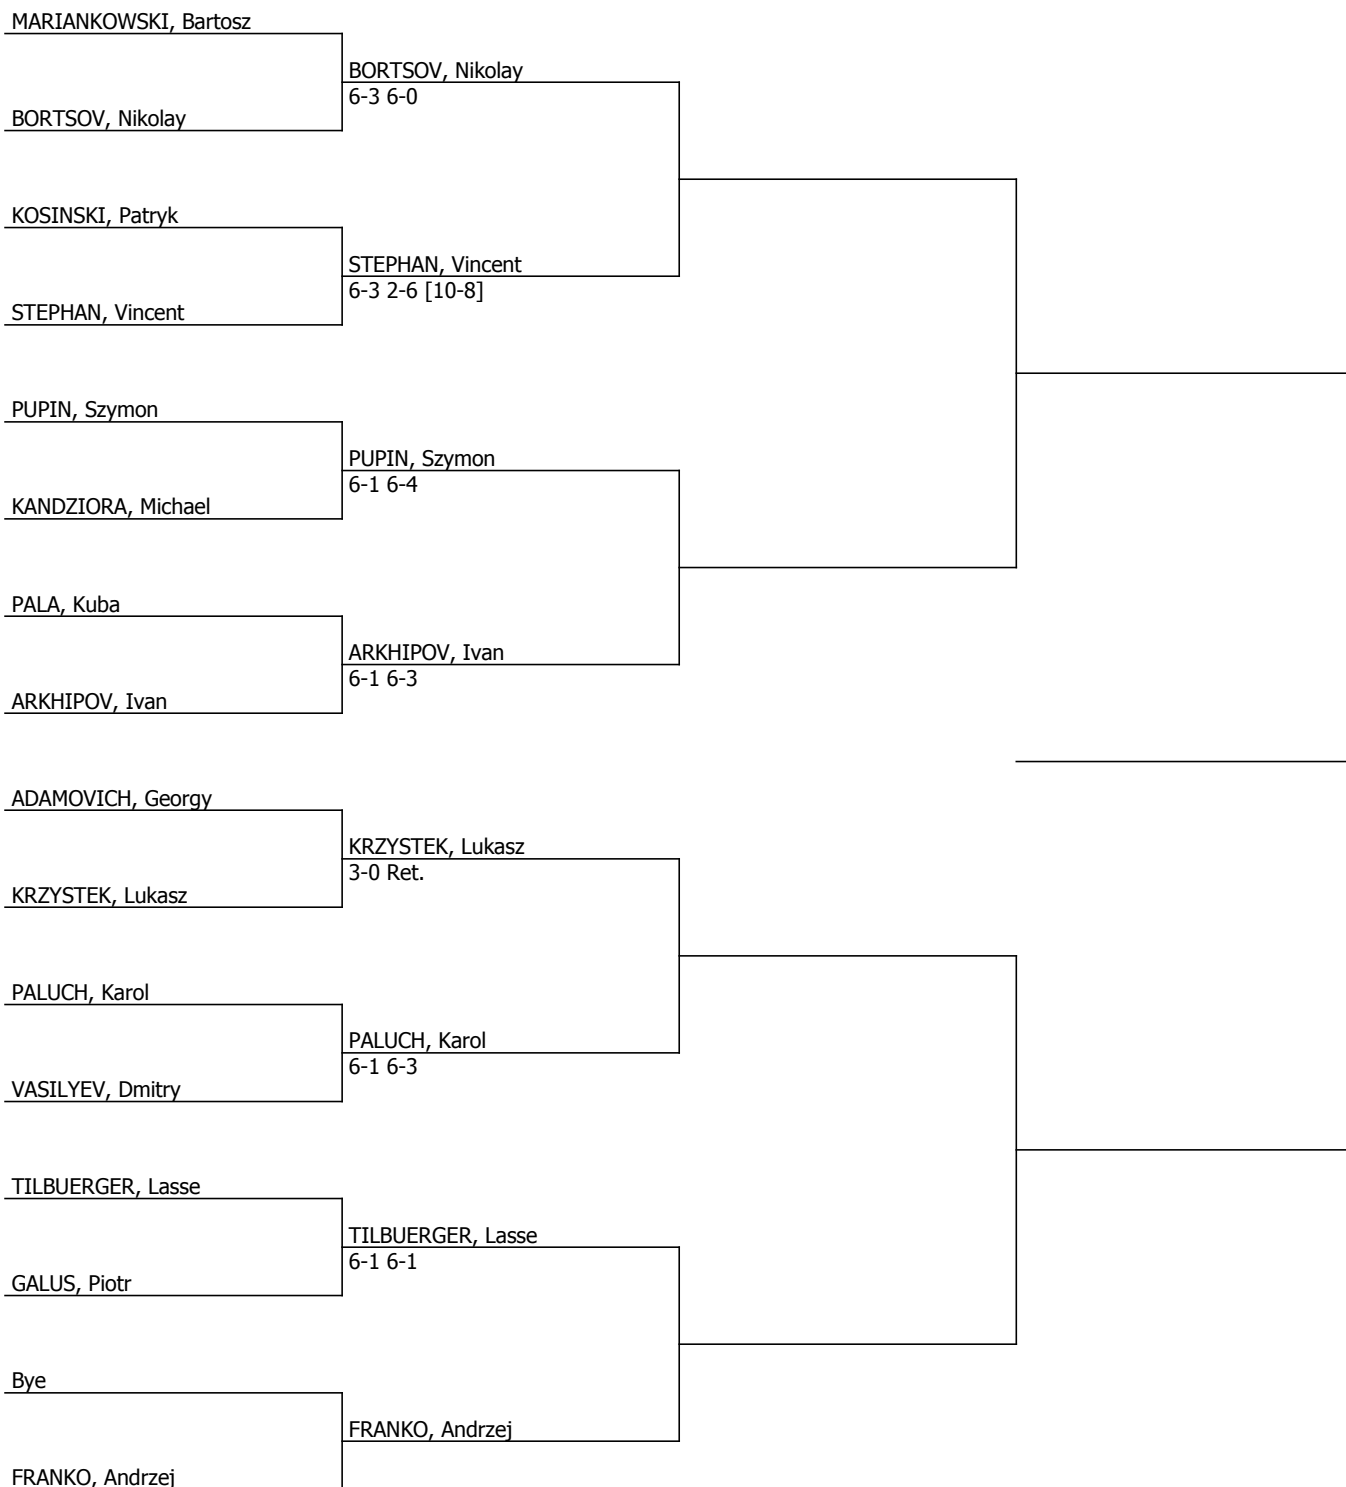 MARIANKOWSKI, Bartosz
BORTSOV, Nikolay
6-3 6-0
BORTSOV, Nikolay
KOSINSKI, Patryk
STEPHAN, Vincent
6-3 2-6 [10-8]
STEPHAN, Vincent
PUPIN, Szymon
PUPIN, Szymon
6-1 6-4
KANDZIORA, Michael
PALA, Kuba
ARKHIPOV, Ivan
6-1 6-3
ARKHIPOV, Ivan
ADAMOVICH, Georgy
KRZYSTEK, Lukasz
3-0 Ret.
KRZYSTEK, Lukasz
PALUCH, Karol
PALUCH, Karol
6-1 6-3
VASILYEV, Dmitry
TILBUERGER, Lasse
TILBUERGER, Lasse
6-1 6-1
GALUS, Piotr
Bye
FRANKO, Andrzej
FRANKO, Andrzej